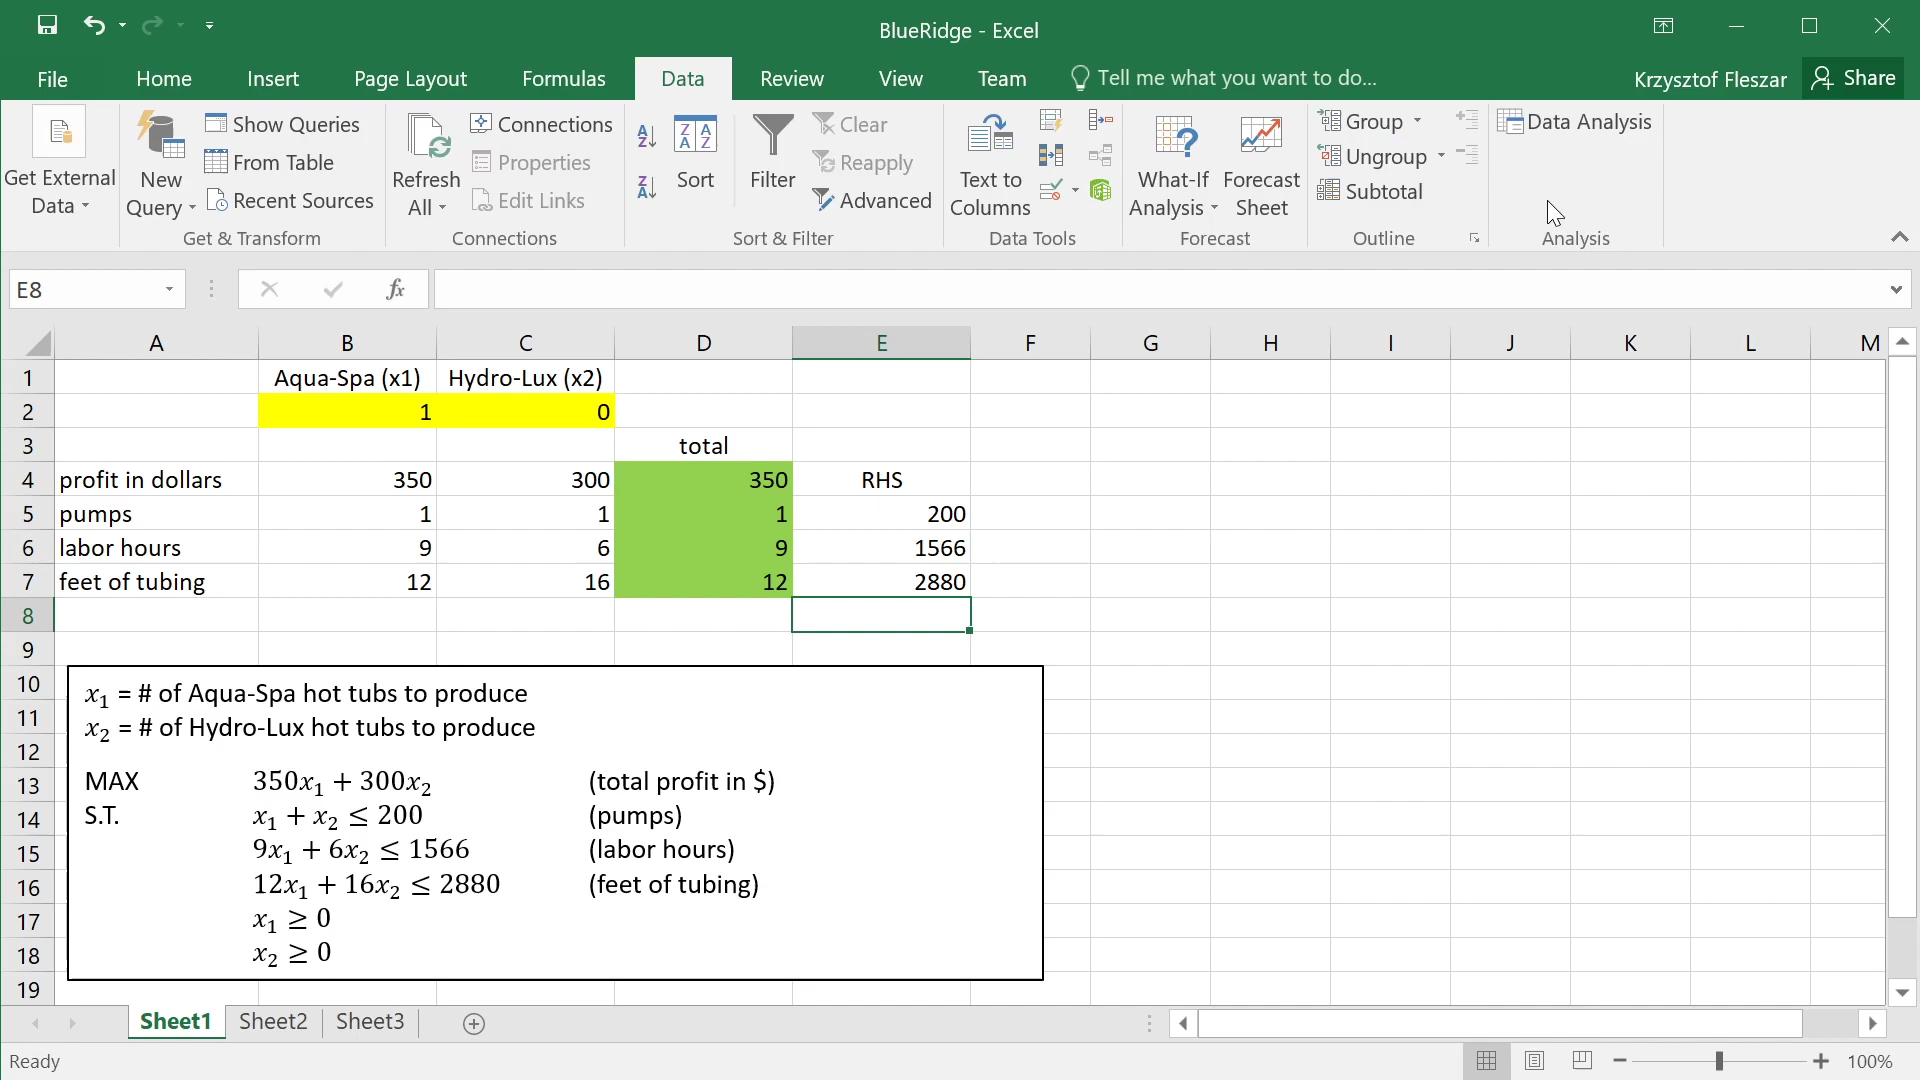 BlueRidge - Excel
File Home Insert Page Layout Formulas Data Review View Team Tell me what you want to do... Krzysztof Fleszar Share
Get External Data
New Query
Show Queries
From Table
Recent Sources
Get & Transform
Refresh All
Connections
Properties
Edit Links
Connections
Sort
Filter
Clear
Reapply
Advanced
Sort & Filter
Text to Columns
Data Tools
What-If Analysis
Forecast Sheet
Forecast
Group
Ungroup
Subtotal
Outline
Data Analysis
Analysis
E8 fx
A B C D E F G H I J K L M
1 Aqua-Spa (x1) Hydro-Lux (x2)
2 1 0
3 total
4 profit in dollars 350 300 350 RHS
5 pumps 1 1 1 200
6 labor hours 9 6 9 1566
7 feet of tubing 12 16 12 2880
8
9
10
11
12
13
14
15
16
17
18
19
x₁ = # of Aqua-Spa hot tubs to produce
x₂ = # of Hydro-Lux hot tubs to produce
MAX 350x₁ + 300x₂ (total profit in $)
S.T. x₁ + x₂ ≤ 200 (pumps)
9x₁ + 6x₂ ≤ 1566 (labor hours)
12x₁ + 16x₂ ≤ 2880 (feet of tubing)
x₁ ≥ 0
x₂ ≥ 0
Sheet1 Sheet2 Sheet3
Ready 100%